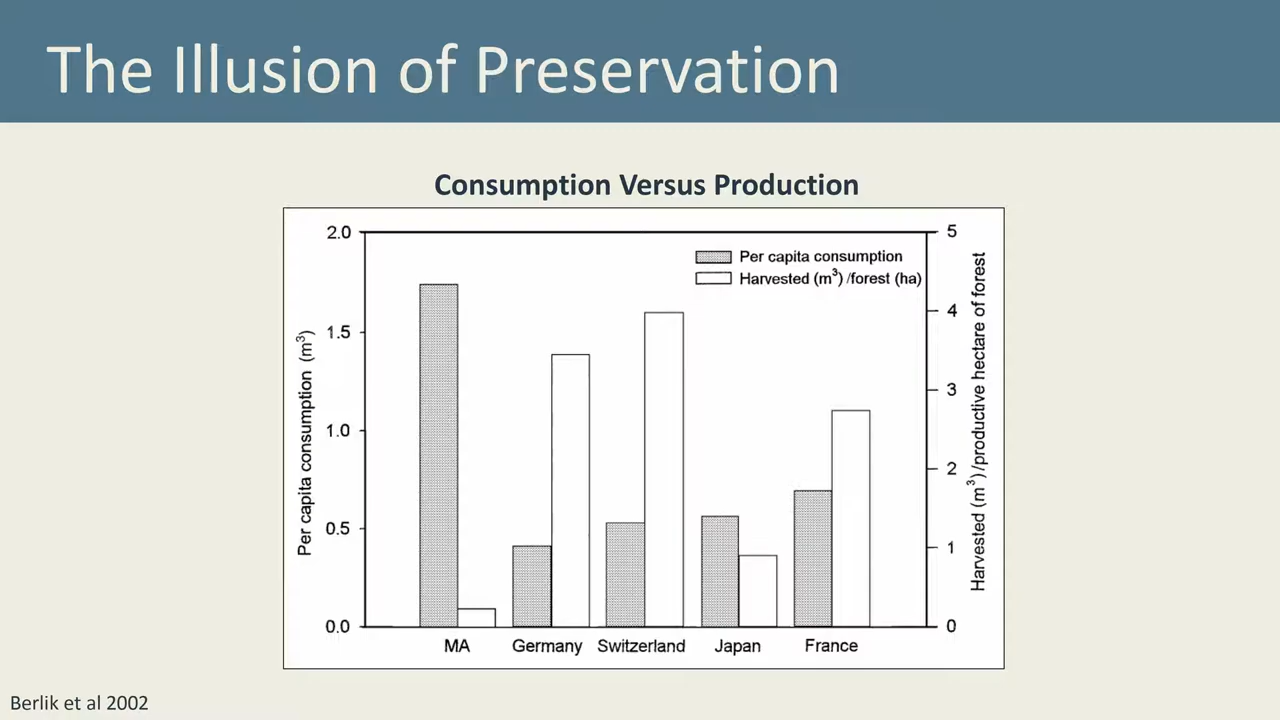 The Illusion of Preservation
Consumption Versus Production
Per capita consumption
Harvested (m³) /forest (ha)
Per capita consumption (m³)
2.0
1.5
1.0
0.5
0.0
5
4
3
2
1
0
Harvested (m³)/productive hectare of forest
MA Germany Switzerland Japan France
Berlik et al 2002